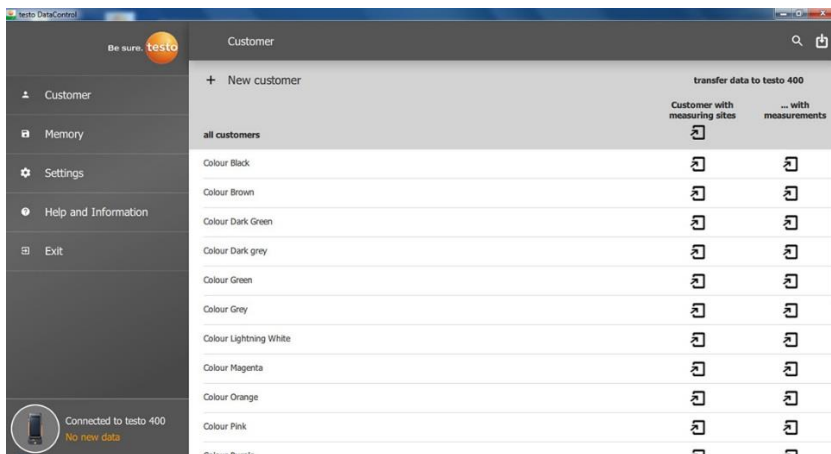 testo DataControl
Be sure. testo
Customer
Memory
Settings
Help and Information
Exit
Connected to testo 400
No new data
Customer
+ New customer
transfer data to testo 400
Customer with measuring sites
... with measurements
all customers
Colour Black
Colour Brown
Colour Dark Green
Colour Dark grey
Colour Green
Colour Grey
Colour Lightning White
Colour Magenta
Colour Orange
Colour Pink